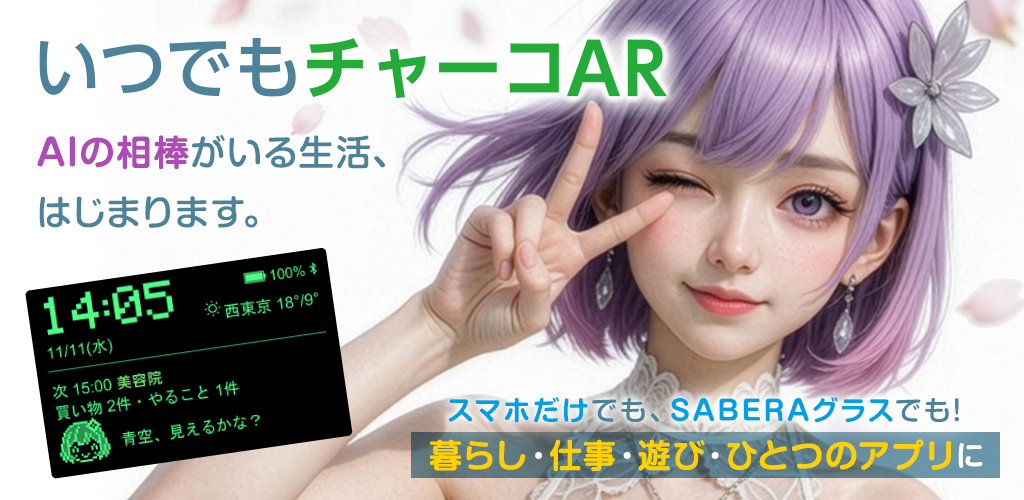 いつでもチャーコAR
AIの相棒がいる生活、
はじまります。
14:05
100%
西東京 18°/9°
11/11(水)
次 15:00 美容院
買い物 2件・やること 1件
青空、見えるかな？
スマホだけでも、SABERAグラスでも!
暮らし・仕事・遊び・ひとつのアプリに